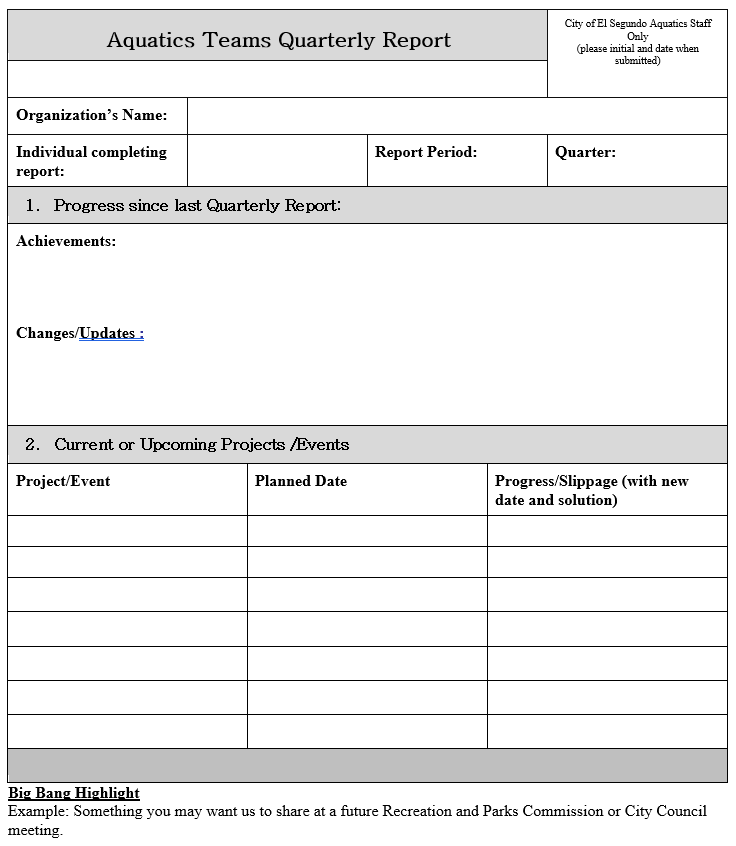 Aquatics Teams Quarterly Report
City of El Segundo Aquatics Staff
Only
(please initial and date when
submitted)
Organization’s Name:
Individual completing
report:
Report Period:
Quarter:
1. Progress since last Quarterly Report:
Achievements:
Changes/Updates :
2. Current or Upcoming Projects /Events
Project/Event
Planned Date
Progress/Slippage (with new
date and solution)
Big Bang Highlight
Example: Something you may want us to share at a future Recreation and Parks Commission or City Council
meeting.